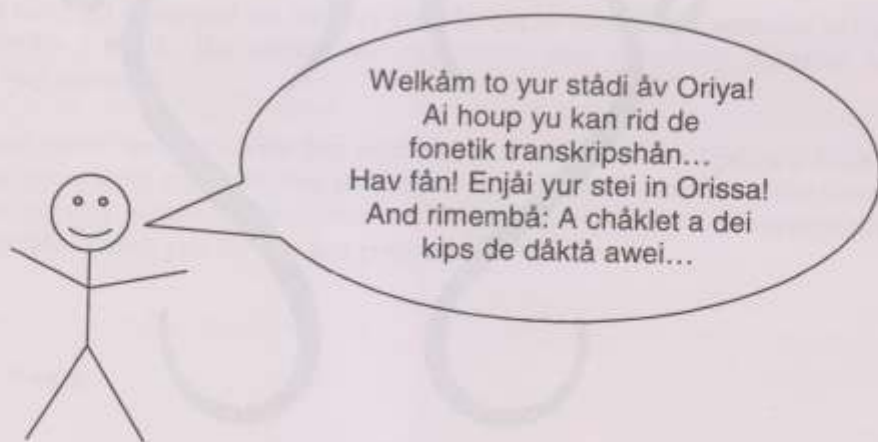 Welkåm to yur stådi åv Oriya!
Ai houp yu kan rid de
fonetik transkripshån...
Hav fån! Enjåi yur stei in Orissa!
And rimembå: A chåklet a dei
kips de dåktå awei...